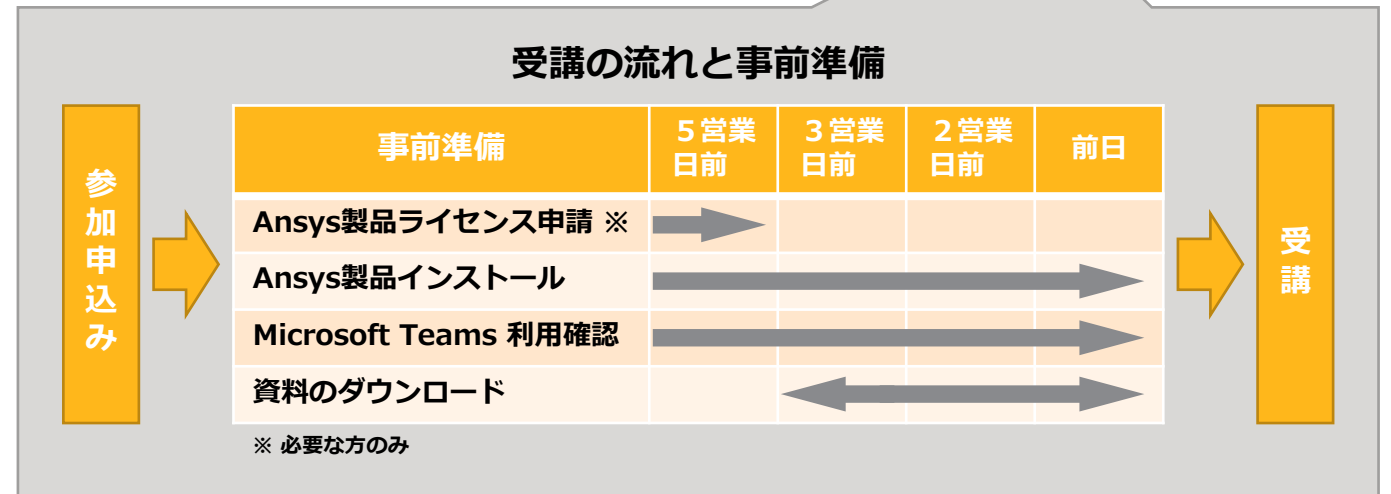 受講の流れと事前準備
参加申込み
事前準備
５営業
日前
３営業
日前
２営業
日前
前日
Ansys製品ライセンス申請 ※
Ansys製品インストール
Microsoft Teams 利用確認
資料のダウンロード
※ 必要な方のみ
受講